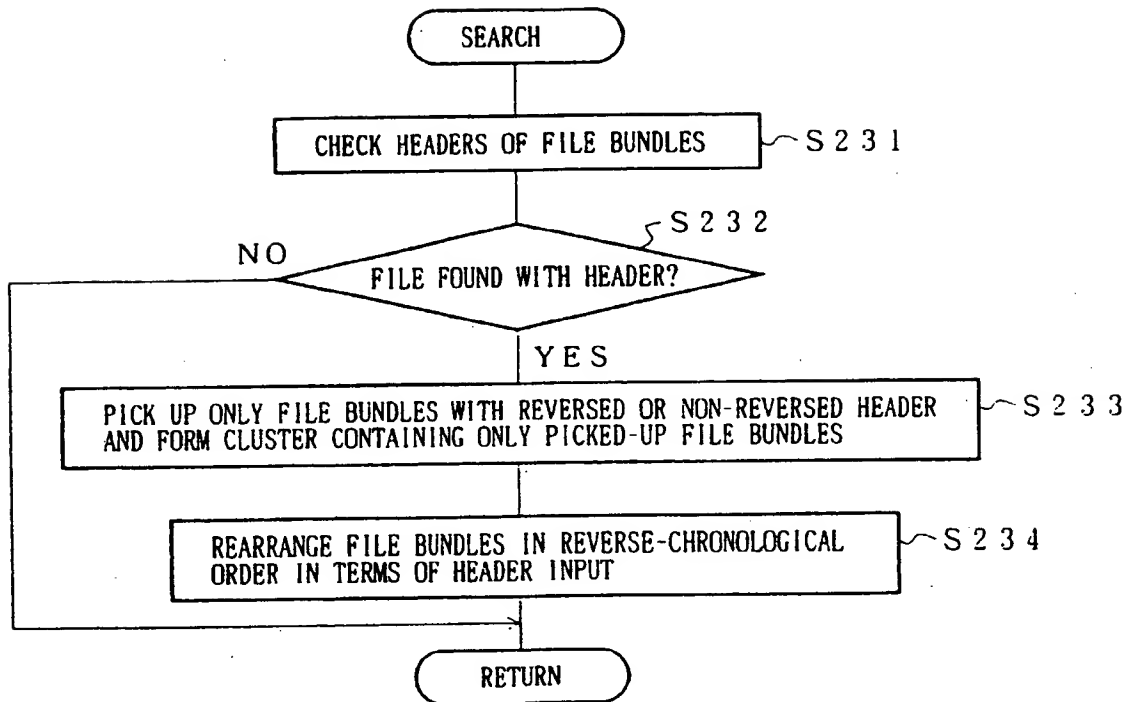 SEARCH
CHECK HEADERS OF FILE BUNDLES
S231
S232
NO
FILE FOUND WITH HEADER?
YES
PICK UP ONLY FILE BUNDLES WITH REVERSED OR NON-REVERSED HEADER
AND FORM CLUSTER CONTAINING ONLY PICKED-UP FILE BUNDLES
S233
REARRANGE FILE BUNDLES IN REVERSE-CHRONOLOGICAL
ORDER IN TERMS OF HEADER INPUT
S234
RETURN